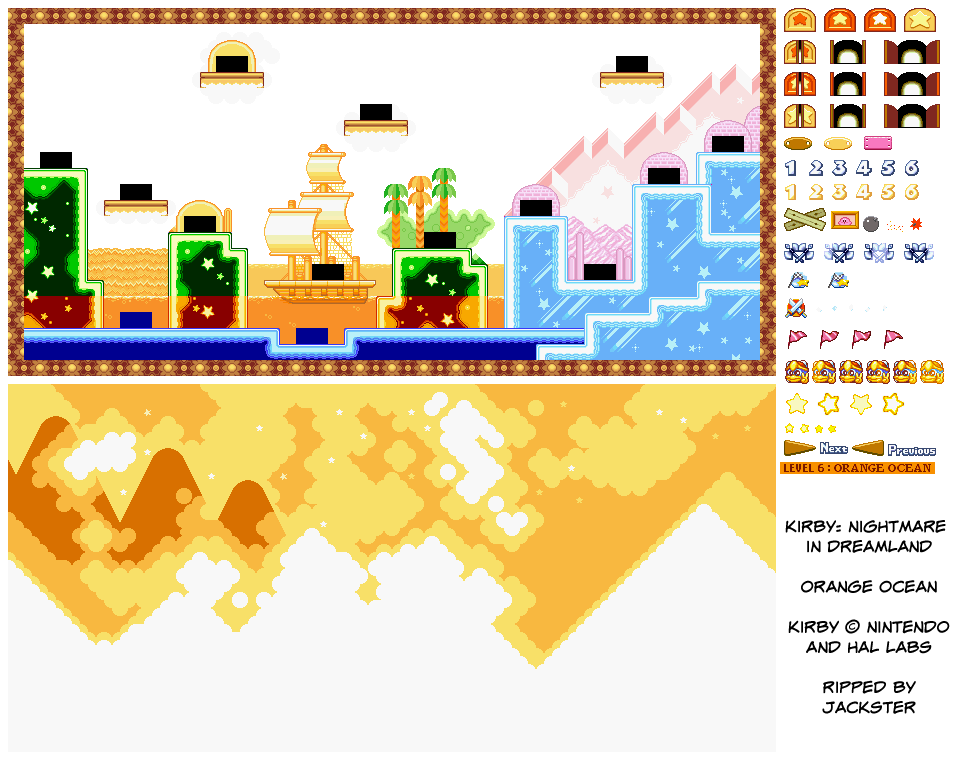 1 2 3 4 5 6
1 2 3 4 5 6
Next Previous
LEVEL 6 : ORANGE OCEAN
KIRBY: NIGHTMARE
IN DREAMLAND
ORANGE OCEAN
KIRBY © NINTENDO
AND HAL LABS
RIPPED BY
JACKSTER